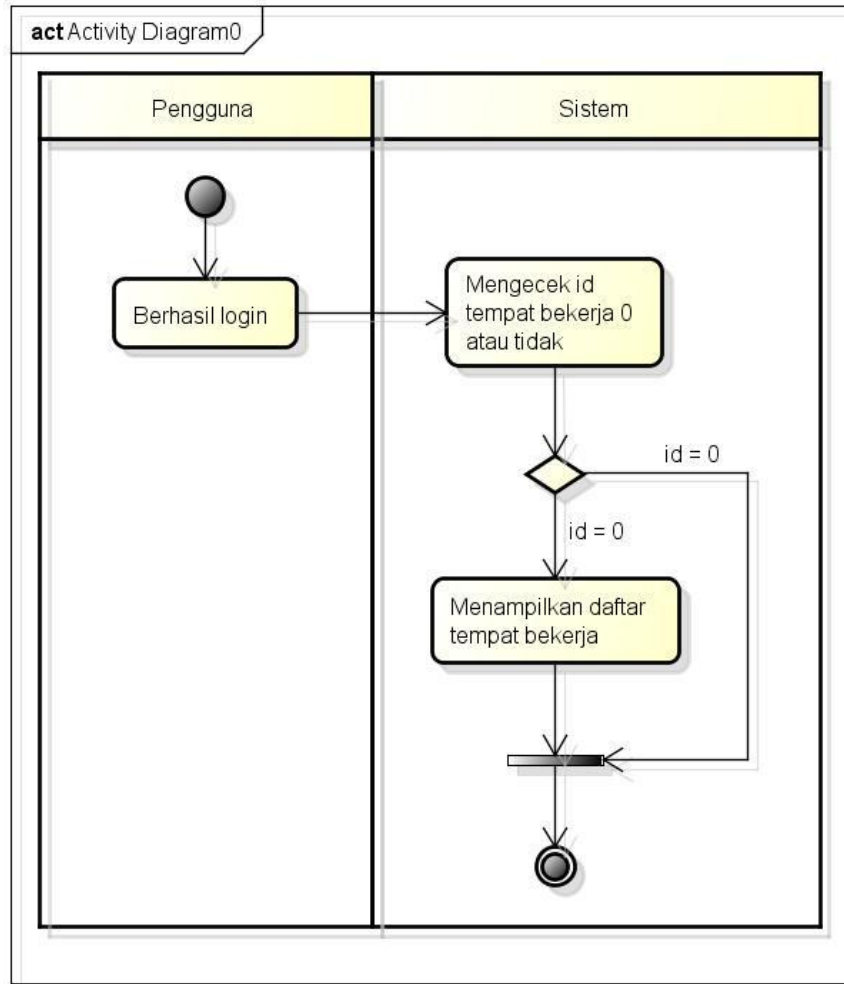 act Activity Diagram0
Pengguna
Sistem
Berhasil login
Mengecek id
tempat bekerja 0
atau tidak
id = 0
id = 0
Menampilkan daftar
tempat bekerja